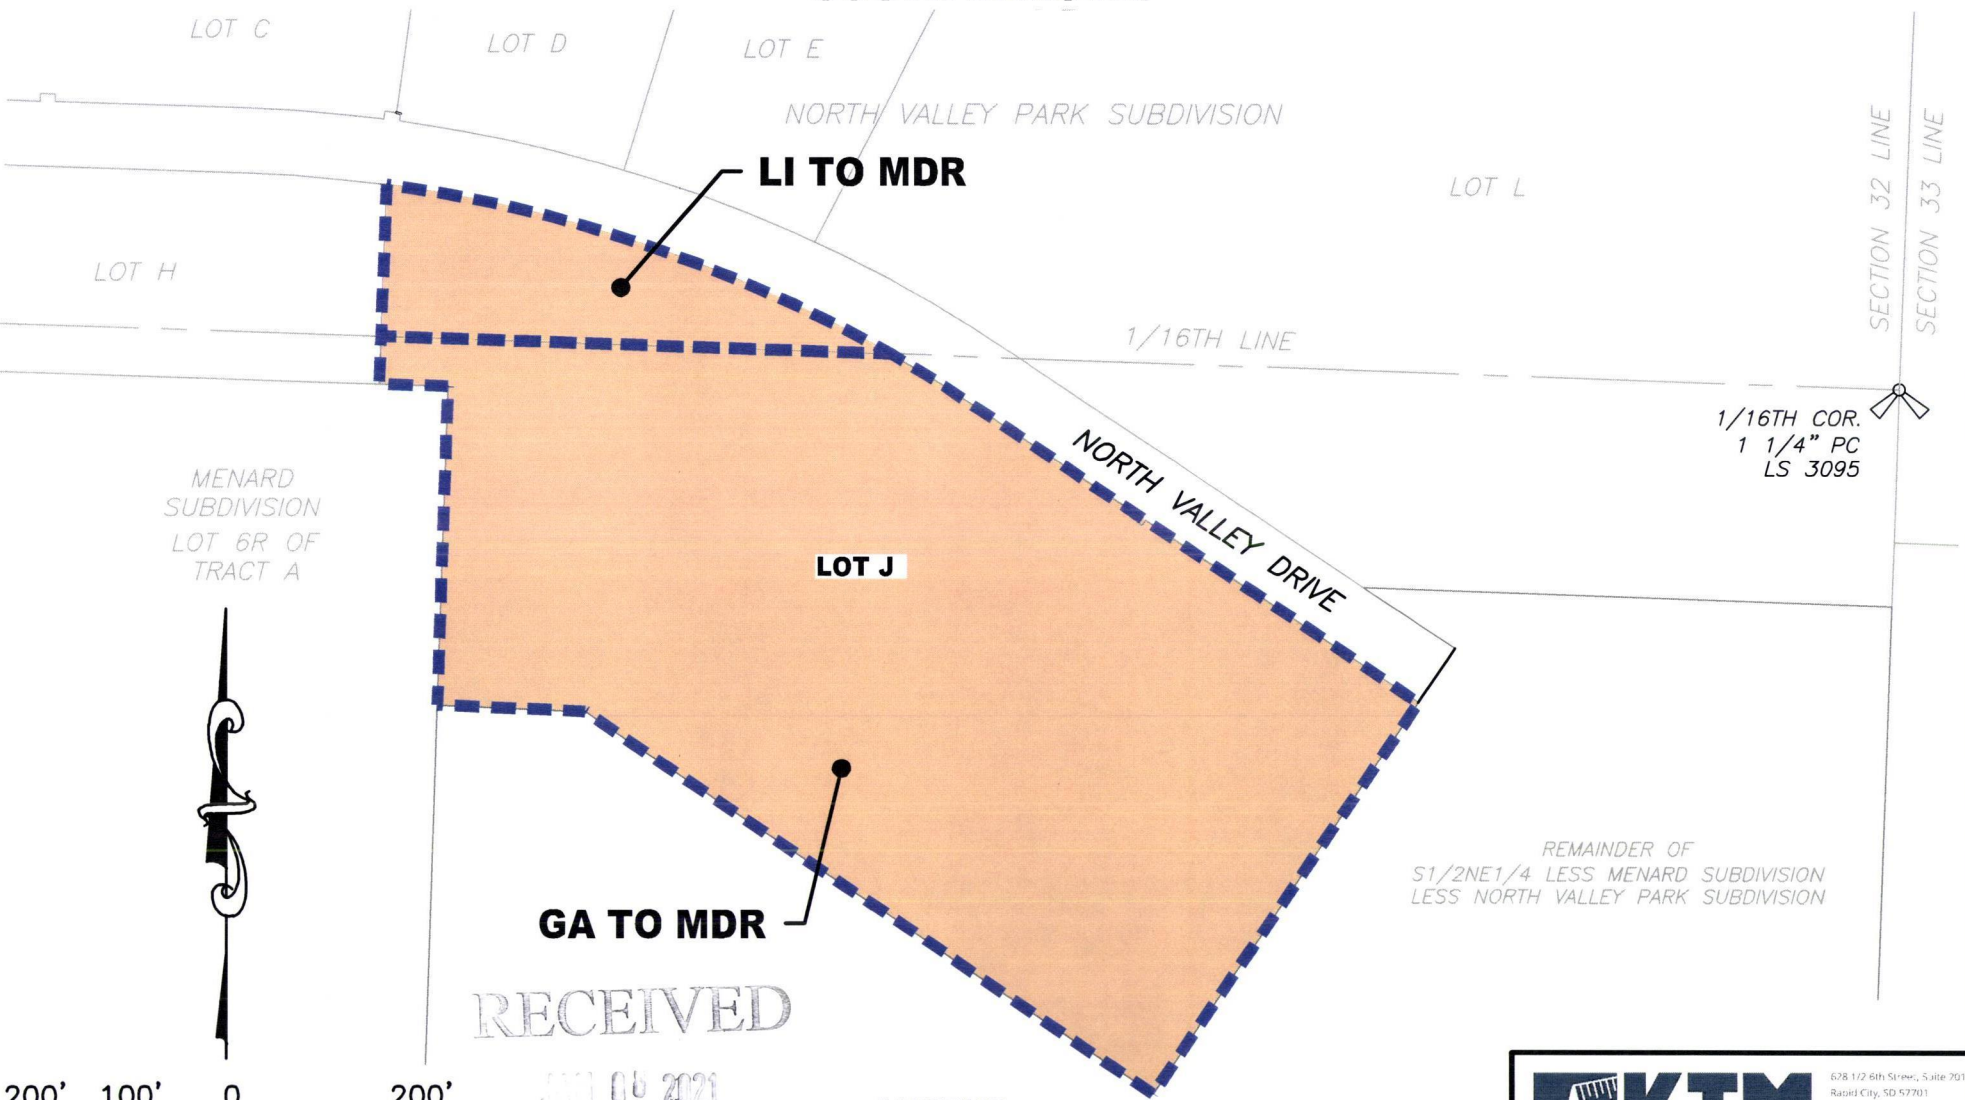 LOT C
LOT D
LOT E
NORTH VALLEY PARK SUBDIVISION
LI TO MDR
LOT L
SECTION 32 LINE
SECTION 33 LINE
LOT H
1/16TH LINE
1/16TH COR.
1 1/4" PC
LS 3095
NORTH VALLEY DRIVE
MENARD
SUBDIVISION
LOT 6R OF
TRACT A
LOT J
REMAINDER OF
S1/2NE1/4 LESS MENARD SUBDIVISION
LESS NORTH VALLEY PARK SUBDIVISION
GA TO MDR
RECEIVED
2021
200' 100' 0 200'
KTM
628 1/2 6th Street, Suite 201
Rapid City, SD 57701